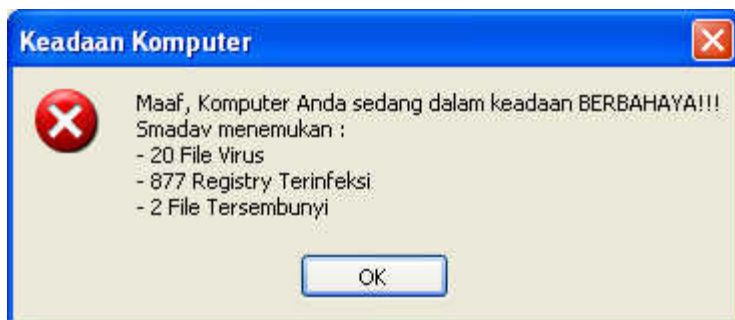 Keadaan Komputer
Maaf, Komputer Anda sedang dalam keadaan BERBAHAYA!!!
Smadav menemukan :
- 20 File Virus
- 877 Registry Terinfeksi
- 2 File Tersembunyi
OK